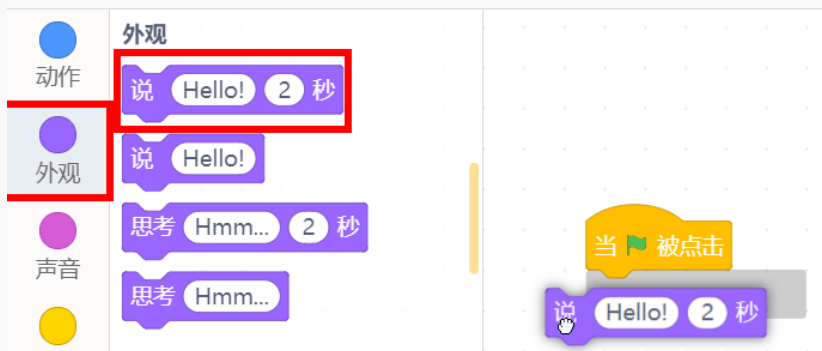 外观
动作
说 Hello! 2 秒
外观
说 Hello!
声音
思考 Hmm... 2 秒
思考 Hmm...
当 被点击
说 Hello! 2 秒